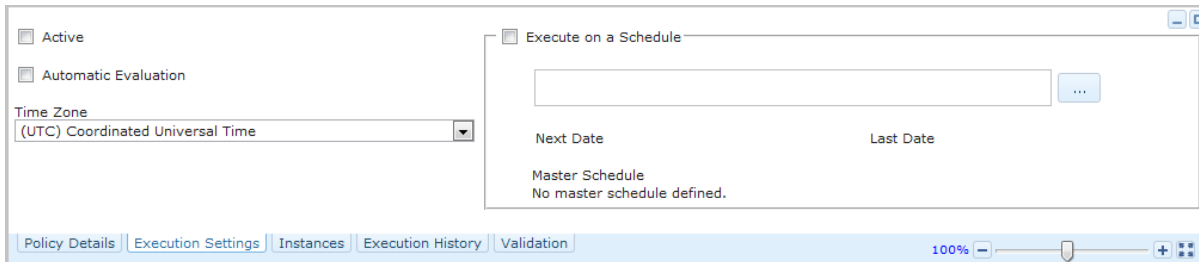 Active
Automatic Evaluation
Time Zone
(UTC) Coordinated Universal Time
Execute on a Schedule
...
Next Date Last Date
Master Schedule
No master schedule defined.
Policy Details Execution Settings Instances Execution History Validation 100%